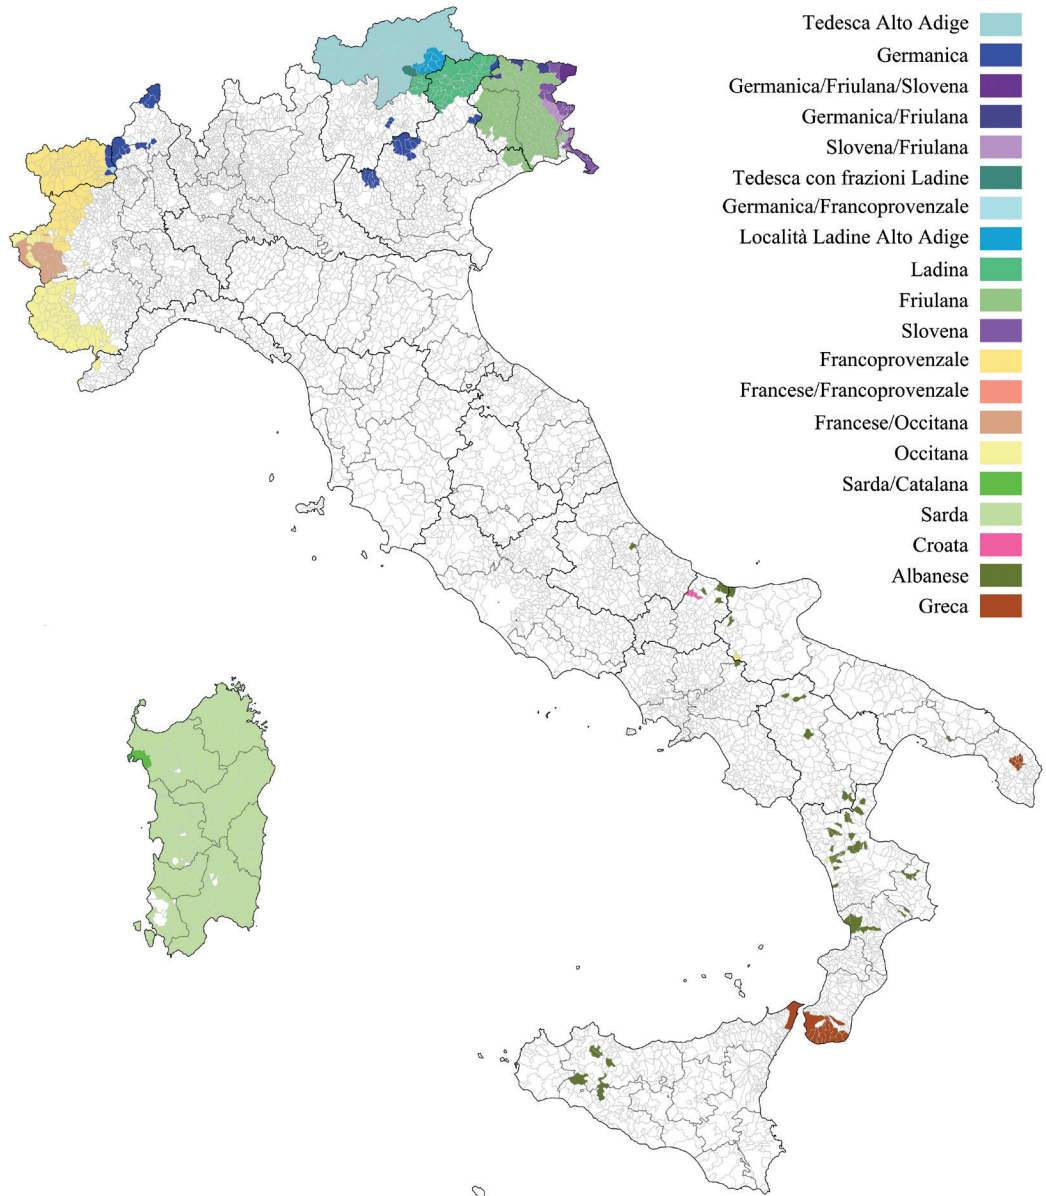 Tedesca Alto Adige
Germanica
Germanica/Friulana/Slovena
Germanica/Friulana
Slovena/Friulana
Tedesca con frazioni Ladine
Germanica/Francoprovenzale
Località Ladine Alto Adige
Ladina
Friulana
Slovena
Francoprovenzale
Francese/Francoprovenzale
Francese/Occitana
Occitana
Sarda/Catalana
Sarda
Croata
Albanese
Greca